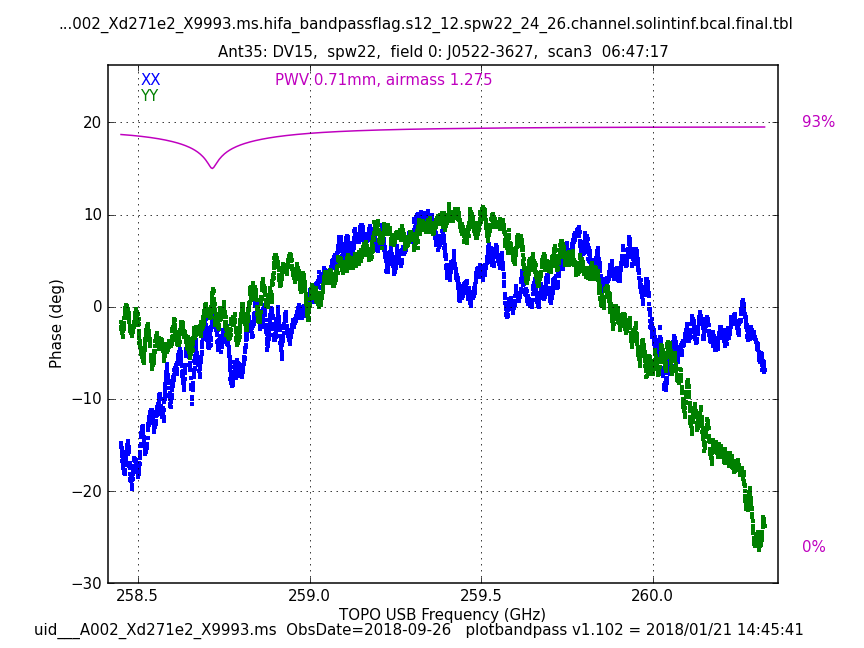 ...002_Xd271e2_X9993.ms.hifa_bandpassflag.s12_12.spw22_24_26.channel.solintinf.bcal.final.tbl
Ant35: DV15,  spw22,  field 0: J0522-3627,  scan3  06:47:17
XX
PWV 0.71mm, airmass 1.275
YY
93%
0%
20
10
0
−10
−20
−30
Phase (deg)
258.5
259.0
259.5
260.0
TOPO USB Frequency (GHz)
uid___A002_Xd271e2_X9993.ms  ObsDate=2018-09-26   plotbandpass v1.102 = 2018/01/21 14:45:41